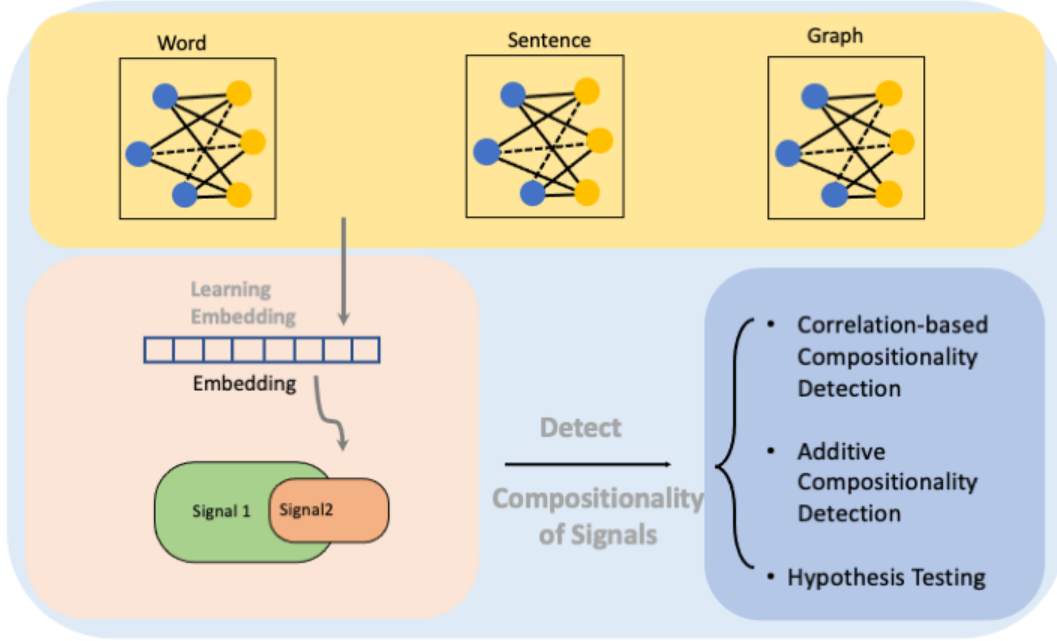 Word
Sentence
Graph
Learning
Embedding
Embedding
Signal 1
Signal2
Detect
Compositionality
of Signals
• Correlation-based
Compositionality
Detection
• Additive
Compositionality
Detection
• Hypothesis Testing